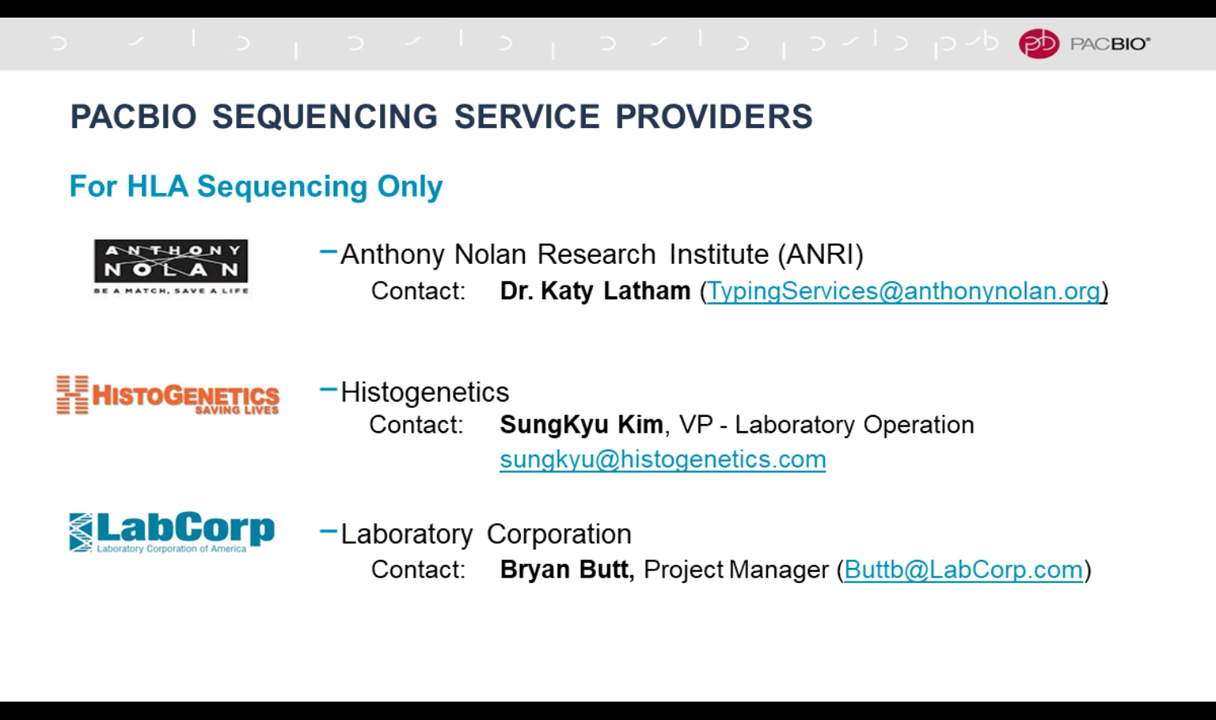 PACBIO®
PACBIO SEQUENCING SERVICE PROVIDERS
For HLA Sequencing Only
ANTHONY
NOLAN
BE A MATCH, SAVE A LIFE
–Anthony Nolan Research Institute (ANRI)
Contact: Dr. Katy Latham (TypingServices@anthonynolan.org)
HISTOGENETICS
SAVING LIVES
–Histogenetics
Contact: SungKyu Kim, VP - Laboratory Operation
sungkyu@histogenetics.com
LabCorp
Laboratory Corporation of America
–Laboratory Corporation
Contact: Bryan Butt, Project Manager (Buttb@LabCorp.com)